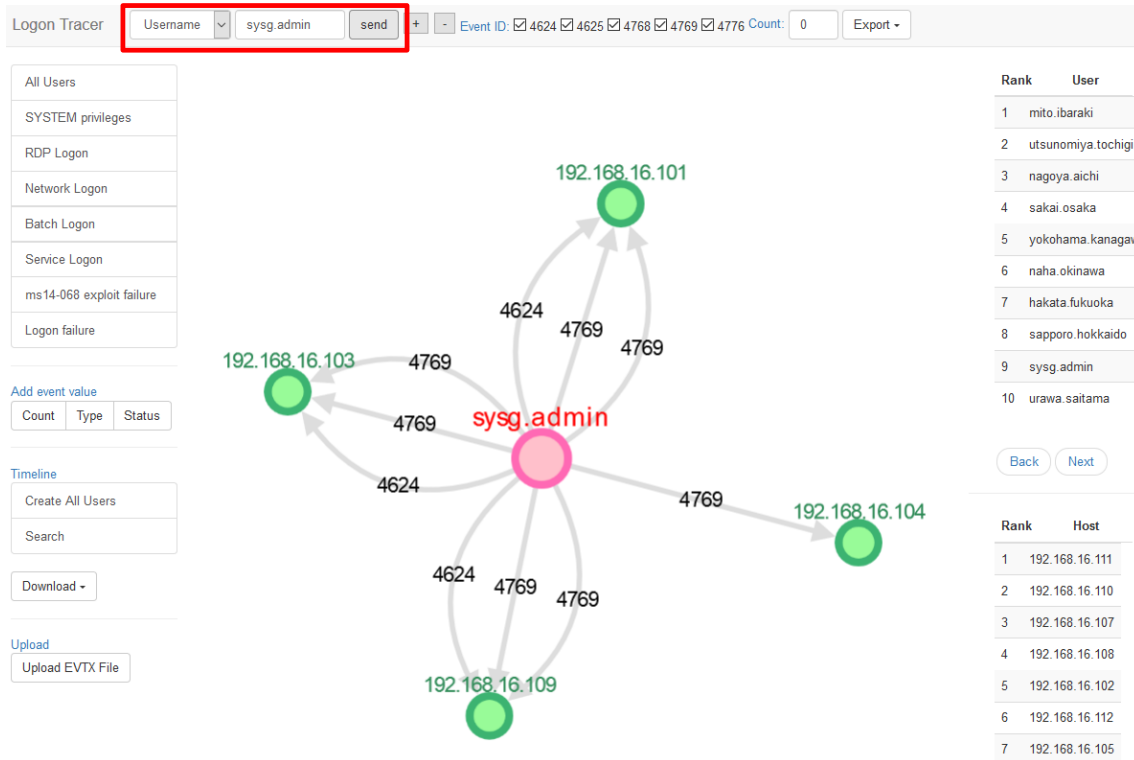 Logon Tracer Username sysg.admin send + - Event ID: 4624 4625 4768 4769 4776 Count: 0 Export
All Users
SYSTEM privileges
RDP Logon
Network Logon
Batch Logon
Service Logon
ms14-068 exploit failure
Logon failure
Add event value
Count Type Status
Timeline
Create All Users
Search
Download
Upload
Upload EVTX File
192.168.16.101
4624
4769
4769
192.168.16.103
4769
4769
4624
sysg.admin
4769
192.168.16.104
4624
4769
4769
192.168.16.109
Rank User
1 mito.ibaraki
2 utsunomiya.tochigi
3 nagoya.aichi
4 sakai.osaka
5 yokohama.kanagaw
6 naha.okinawa
7 hakata.fukuoka
8 sapporo.hokkaido
9 sysg.admin
10 urawa.saitama
Back Next
Rank Host
1 192.168.16.111
2 192.168.16.110
3 192.168.16.107
4 192.168.16.108
5 192.168.16.102
6 192.168.16.112
7 192.168.16.105